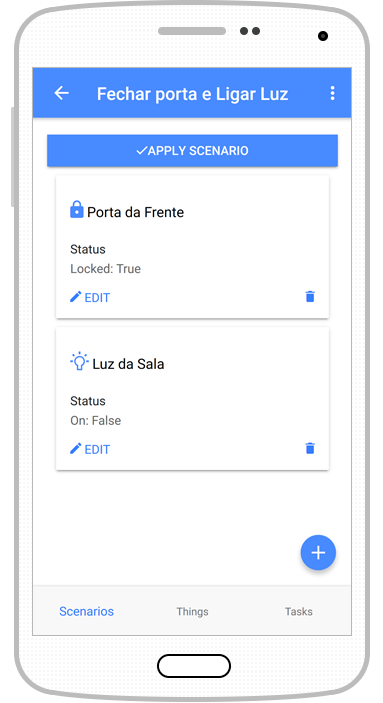 Fechar porta e Ligar Luz
APPLY SCENARIO
Porta da Frente
Status
Locked: True
EDIT
Luz da Sala
Status
On: False
EDIT
Scenarios Things Tasks